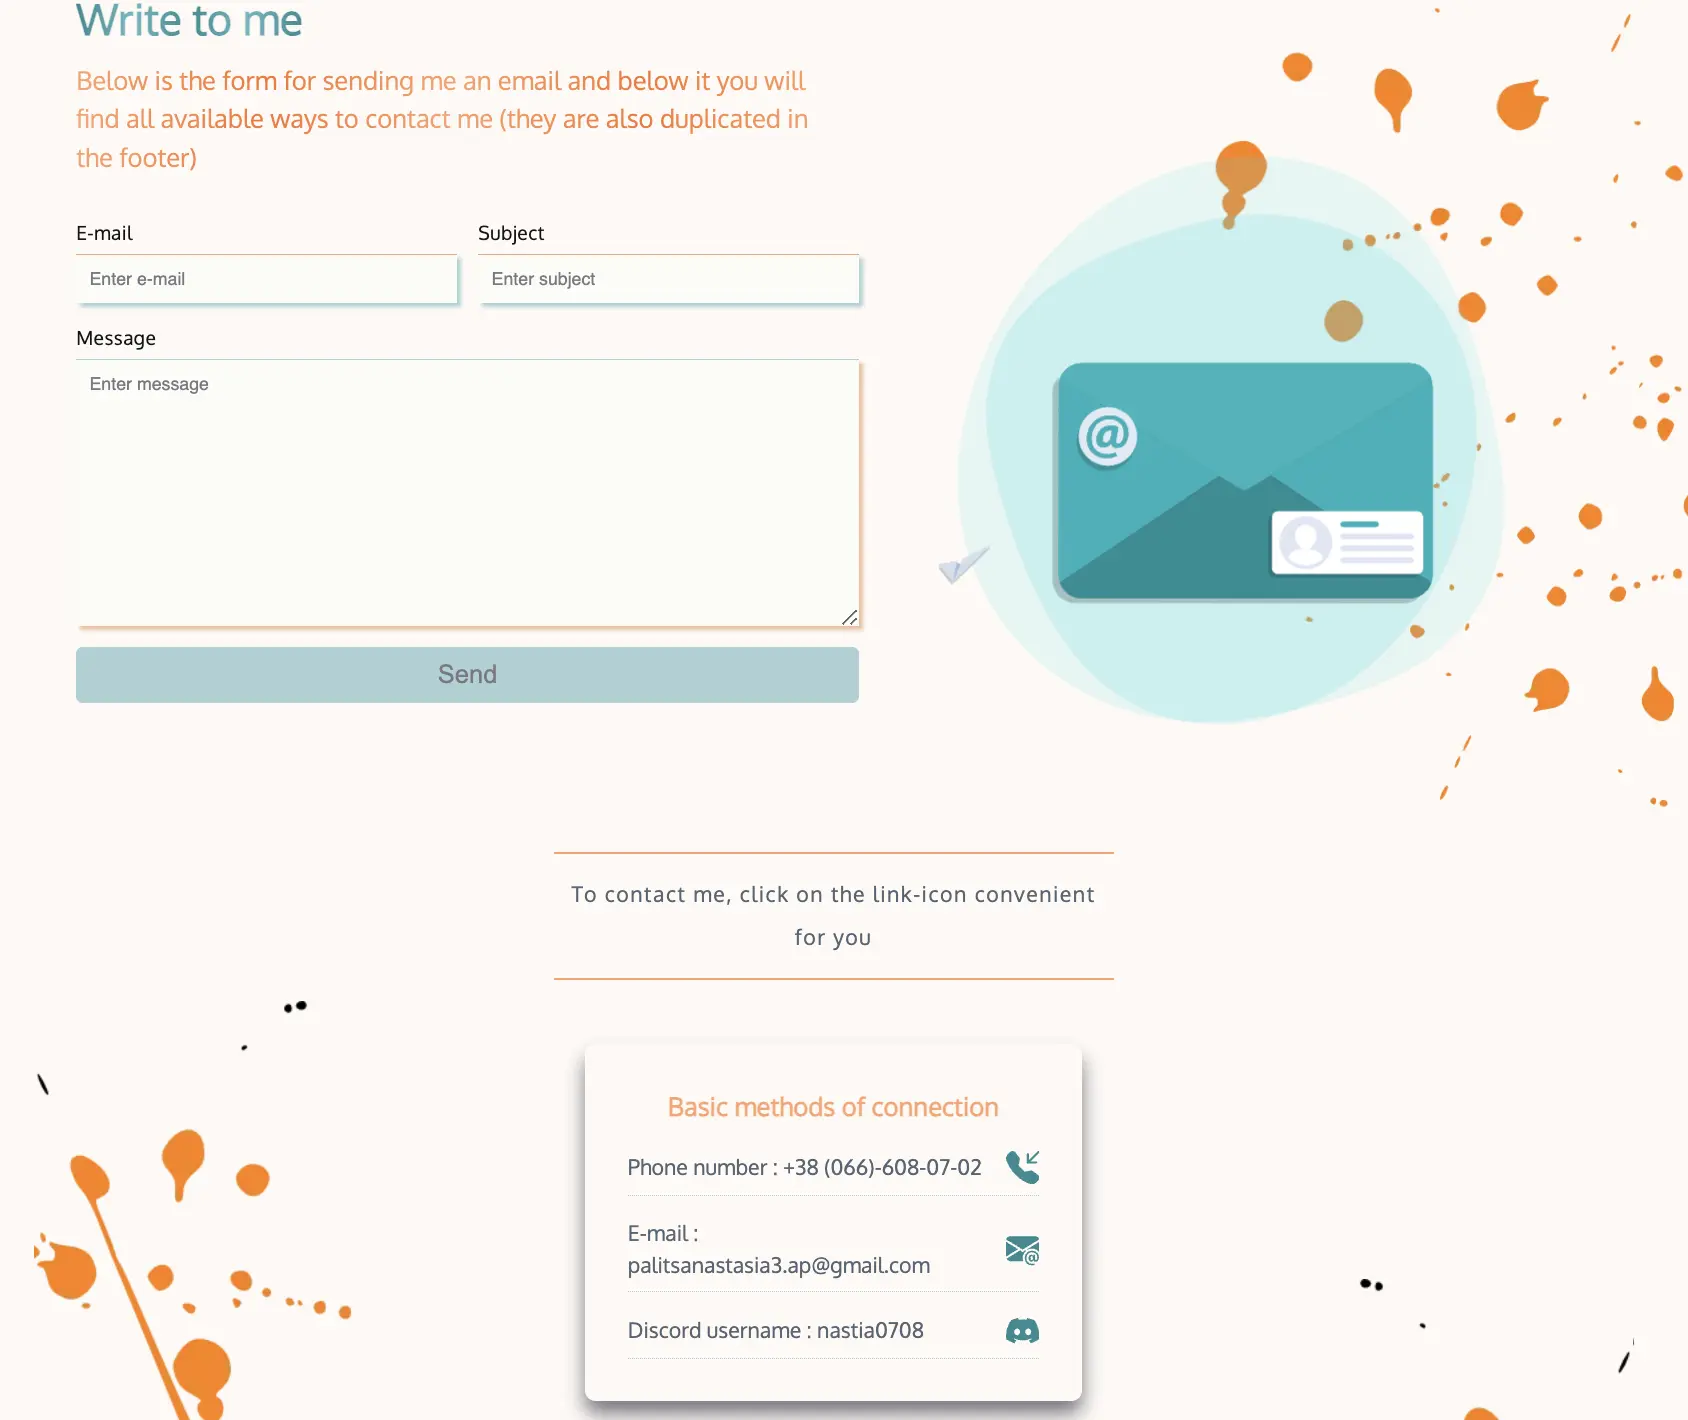 Write to me
Below is the form for sending me an email and below it you will
find all available ways to contact me (they are also duplicated in
the footer)
E-mail
Subject
Enter e-mail
Enter subject
Message
Enter message
@
Send
To contact me, click on the link-icon convenient
for you
Basic methods of connection
Phone number : +38 (066)-608-07-02
E-mail :
palitsanastasia3.ap@gmail.com
Discord username : nastia0708